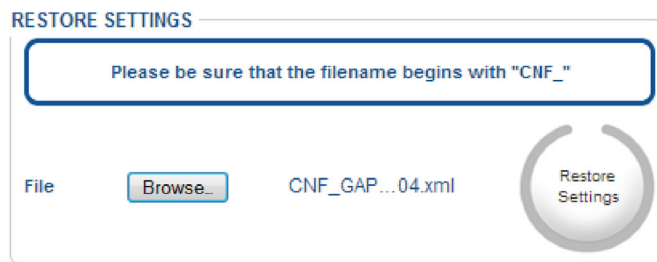 RESTORE SETTINGS
Please be sure that the filename begins with "CNF_"
File
Browse..
CNF_GAP...04.xml
Restore
Settings